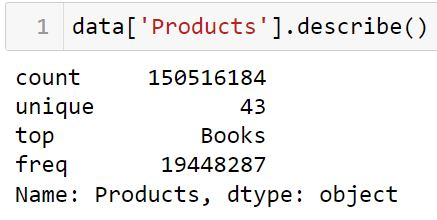 1 data['Products'].describe()
count 150516184
unique 43
top Books
freq 19448287
Name: Products, dtype: object